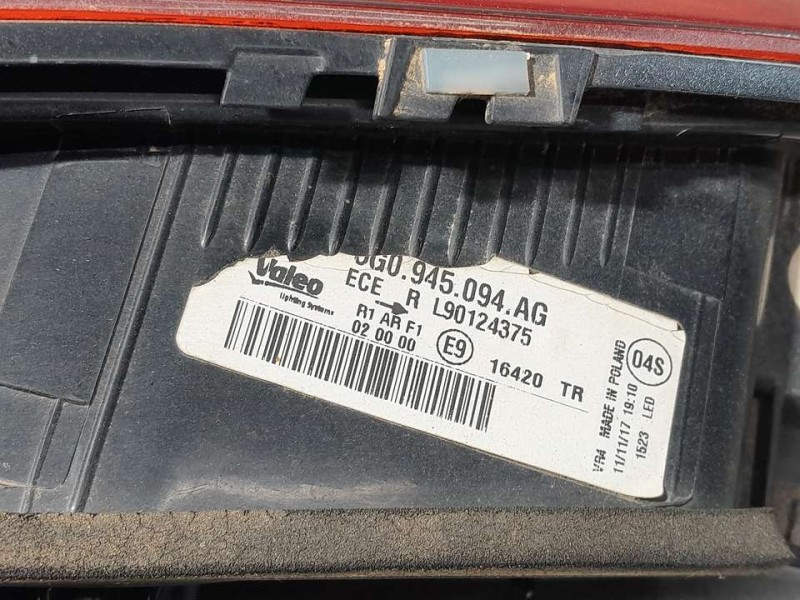 G0.945.094.AG
Valeo
Lighting Systems
ECE R L90124375
R1 AR F1
02 00 00
E9
16420 TR
VR4 MADE IN POLAND
11/11/17 19:10
1523 LED
04S